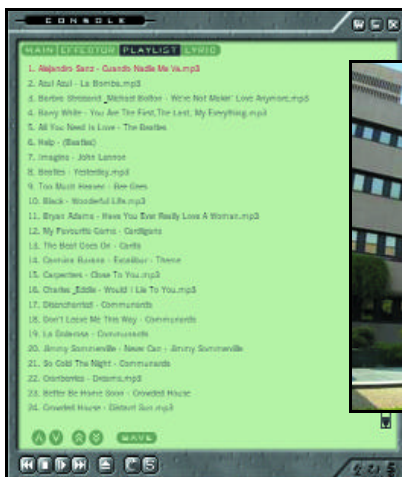 CONSOLE
MAIN EFFECTOR PLAYLIST LYRIC
1. Alejandro Sanz - Cuando Nadie Me Ve.mp3
2. Azul Azul - La Bomba.mp3
3. Barbra Streisand _Michael Bolton - We're Not Makin' Love Anymore.mp3
4. Barry White - You Are The First,The Last, My Everything.mp3
5. All You Need Is Love - The Beatles
6. Help - (Beatles)
7. Imagine - John Lennon
8. Beatles - Yesterday.mp3
9. Too Much Heaven - Bee Gees
10. Black - Wonderful Life.mp3
11. Bryan Adams - Have You Ever Really Love A Woman.mp3
12. My Favourite Game - Cardigans
13. The Beat Goes On -
14. Carmina Burana - Excalibur - Theme
15. Carpenters - Close To You.mp3
16. Charles _Eddie - Would I Lie To You.mp3
17. Disenchanted - Communards
18. Don't Leave Me This Way - Communards
19. La Dolarosa - Communards
20. Jimmy Sommerville - Never Can - Jimmy Sommerville
21. So Cold The Night - Communards
22. Cranberries - Dreams.mp3
23. Better Be Home Soon - Crowded House
24. Crowded House - Distant Sun.mp3
SAVE